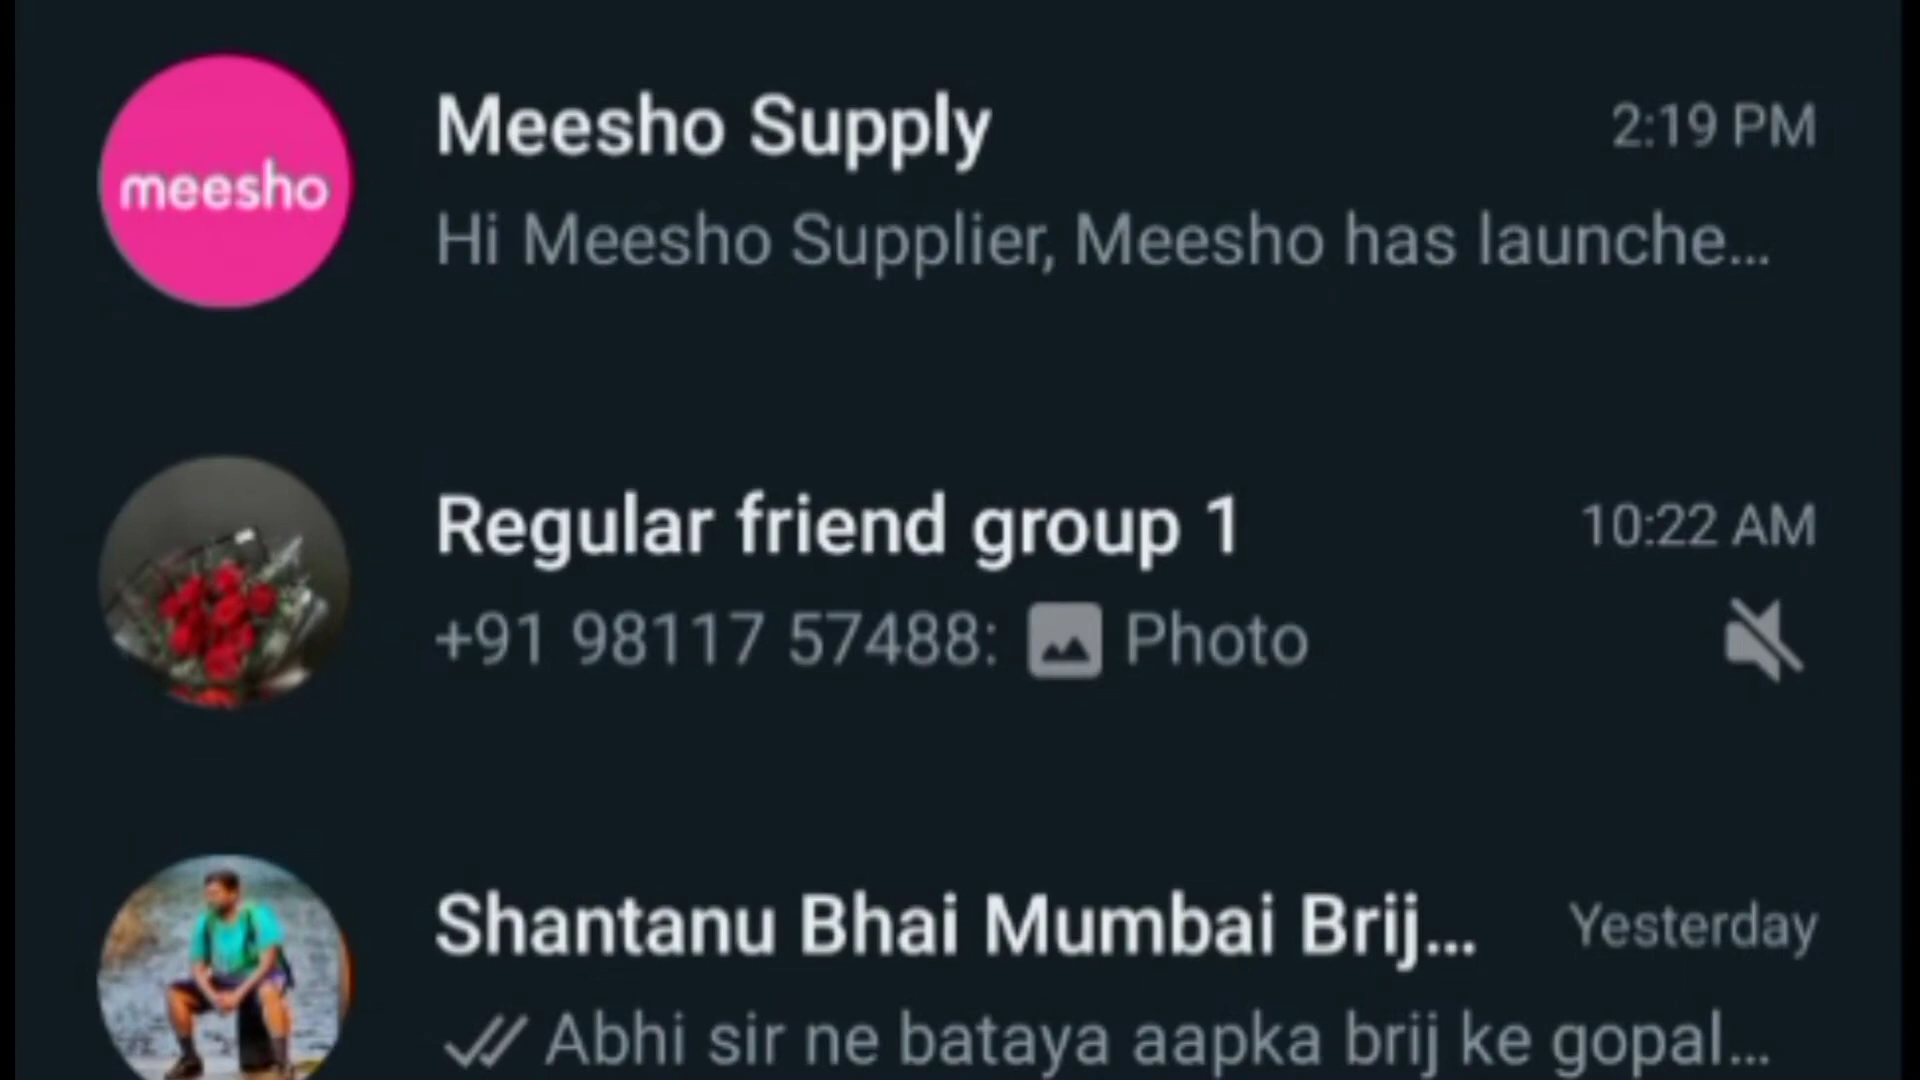 meesho
Meesho Supply
2:19 PM
Hi Meesho Supplier, Meesho has launche...
Regular friend group 1
10:22 AM
+91 98117 57488: Photo
Shantanu Bhai Mumbai Brij...
Yesterday
Abhi sir ne bataya aapka brij ke gopal...